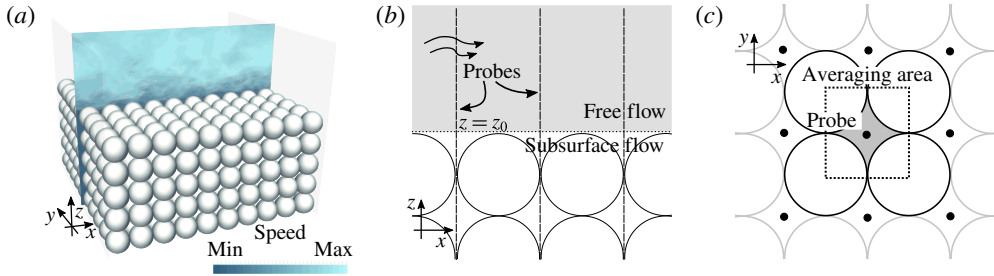 (a)
z
y
x
Speed
Min Max
(b)
Probes
z = z0
Free flow
Subsurface flow
z
x
(c)
y
x
Averaging area
Probe